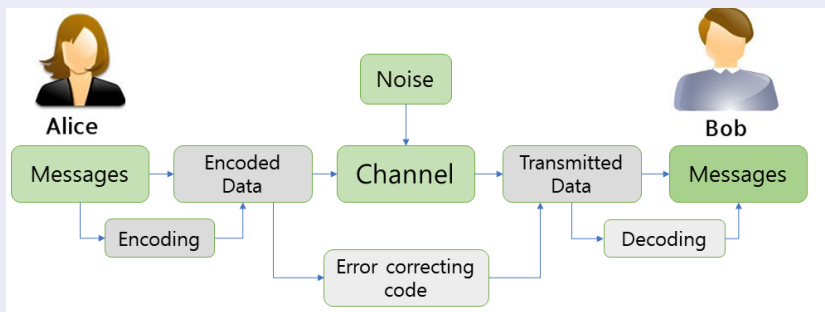 Alice
Bob
Noise
Messages
Encoded
Data
Channel
Transmitted
Data
Messages
Encoding
Error correcting
code
Decoding